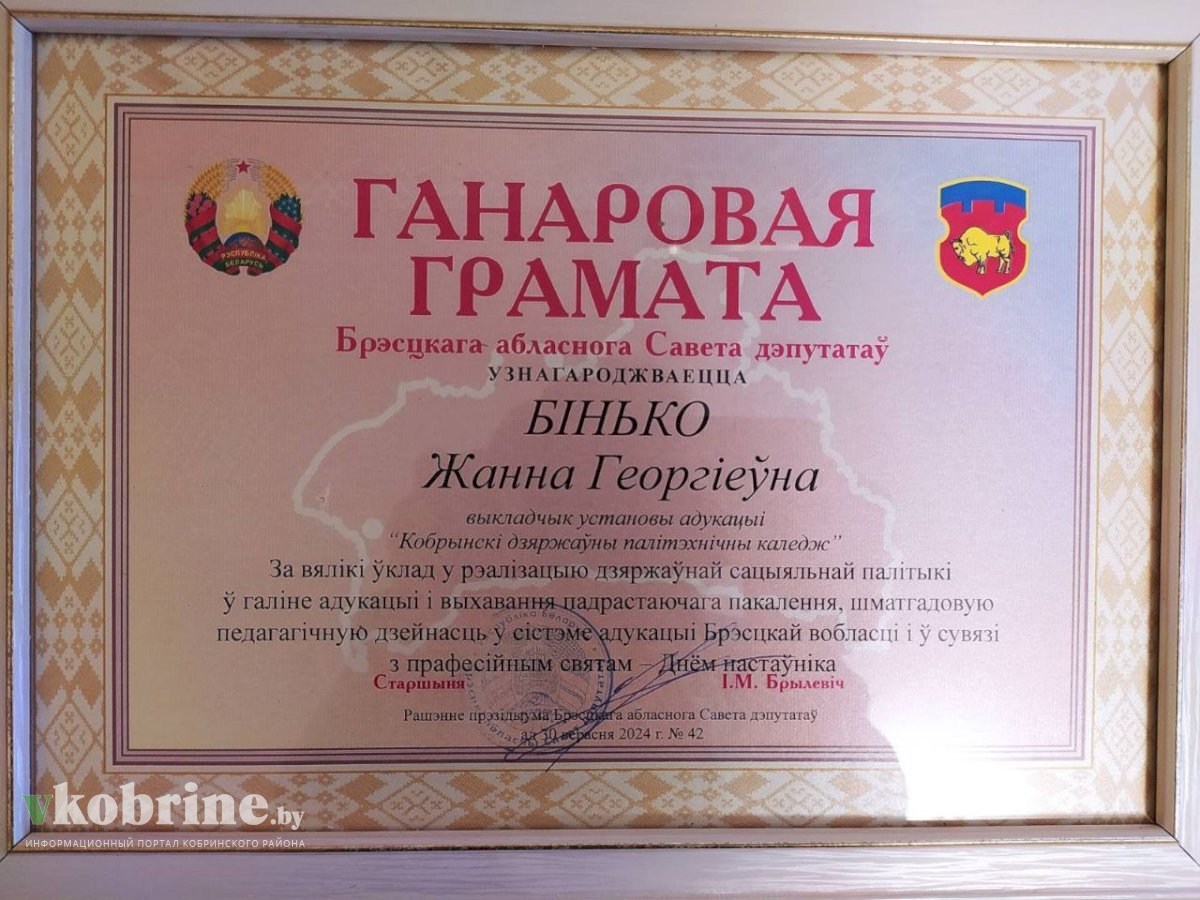 ГАНАРОВАЯ
ГРАМАТА
Брэсцкага абласнога Савета дэпутатаў
УЗНАГАРОДЖВАЕЦЦА
БІНЬКО
Жанна Георгіеўна
выкладчык установы адукацыі
“Кобрынскі дзяржаўны політэхнічны каледж”
За вялікі ўклад у рэалізацыю дзяржаўнай сацыяльнай палітыкі
ў галіне адукацыі і выхавання падрастаючага пакалення, шматгадовую
педагагічную дзейнасць у сістэме адукацыі Брэсцкай вобласці і ў сувязі
з прафесійным святам – Днём настаўніка
Старшыня І.М. Брылевіч
Рашэнне прэзідыума Брэсцкага абласнога Савета дэпутатаў
ад 30 верасня 2024 г. № 42
РЭСПУБЛІКА
БЕЛАРУСЬ
vkobrine.by
ИНФОРМАЦИОННЫЙ ПОРТАЛ КОБРИНСКОГО РАЙОНА